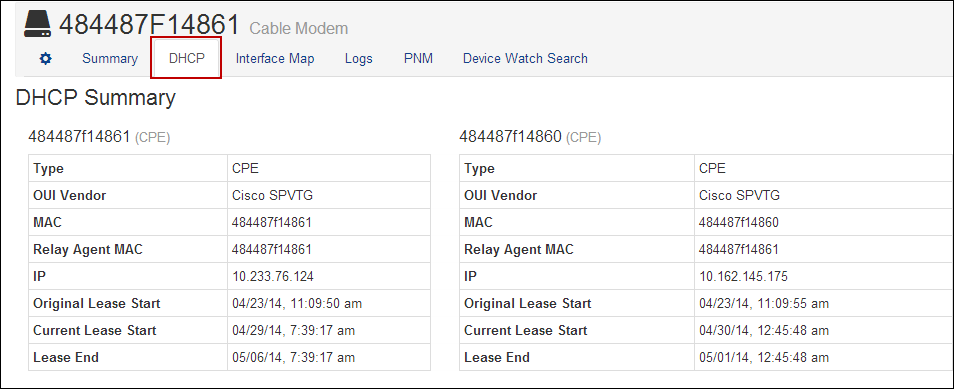 484487F14861 Cable Modem
Summary DHCP Interface Map Logs PNM Device Watch Search
DHCP Summary
484487f14861 (CPE)
Type CPE
OUI Vendor Cisco SPVTG
MAC 484487f14861
Relay Agent MAC 484487f14861
IP 10.233.76.124
Original Lease Start 04/23/14, 11:09:50 am
Current Lease Start 04/29/14, 7:39:17 am
Lease End 05/06/14, 7:39:17 am
484487f14860 (CPE)
Type CPE
OUI Vendor Cisco SPVTG
MAC 484487f14860
Relay Agent MAC 484487f14861
IP 10.162.145.175
Original Lease Start 04/23/14, 11:09:55 am
Current Lease Start 04/30/14, 12:45:48 am
Lease End 05/01/14, 12:45:48 am